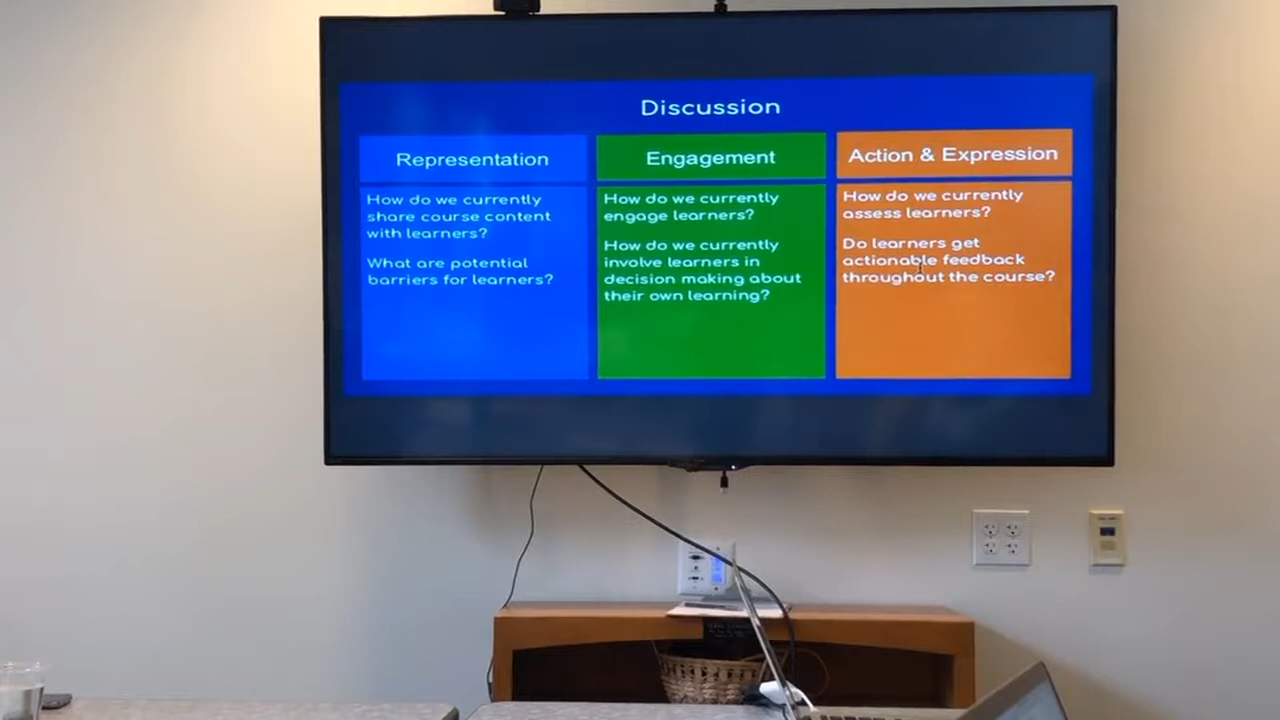 Discussion
Representation
How do we currently
share course content
with learners?
What are potential
barriers for learners?
Engagement
How do we currently
engage learners?
How do we currently
involve learners in
decision making about
their own learning?
Action & Expression
How do we currently
assess learners?
Do learners get
actionable feedback
throughout the course?